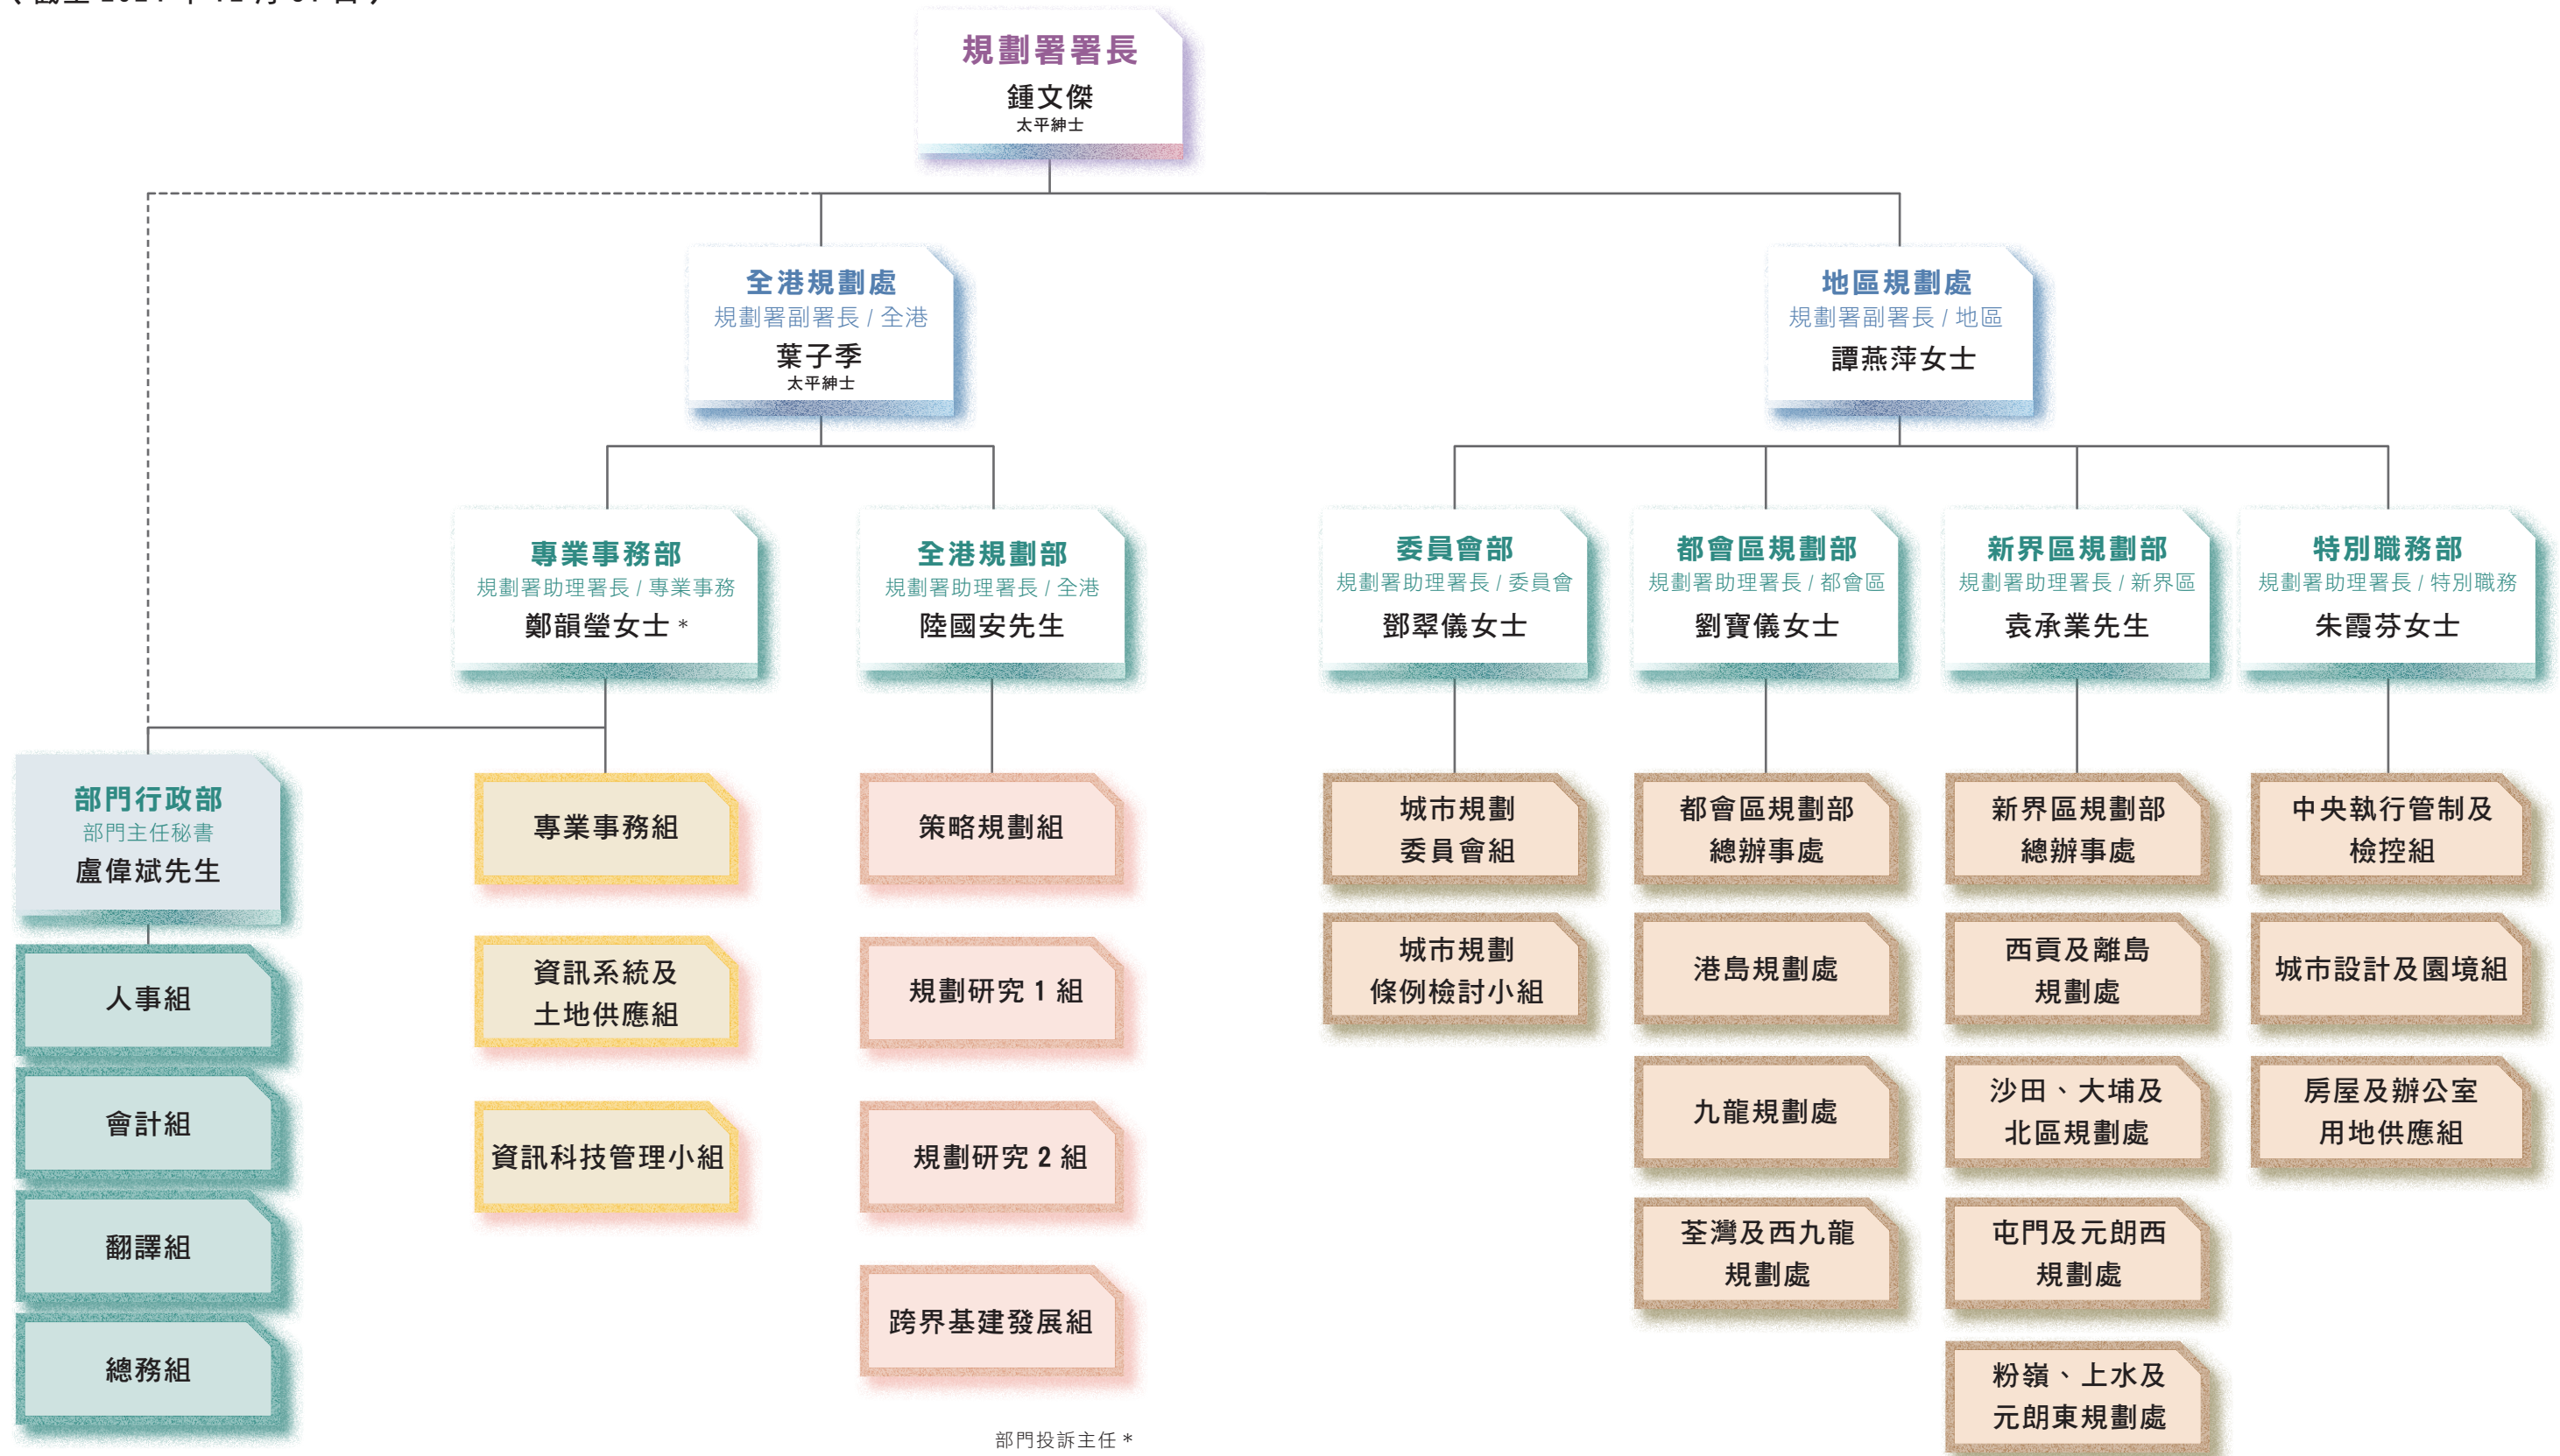 規劃署署長
鍾文傑
太平紳士
全港規劃處
規劃署副署長 / 全港
葉子季
太平紳士
地區規劃處
規劃署副署長 / 地區
譚燕萍女士
專業事務部
規劃署助理署長 / 專業事務
鄭韻瑩女士 *
全港規劃部
規劃署助理署長 / 全港
陸國安先生
委員會部
規劃署助理署長 / 委員會
鄧翠儀女士
都會區規劃部
規劃署助理署長 / 都會區
劉寶儀女士
新界區規劃部
規劃署助理署長 / 新界區
袁承業先生
特別職務部
規劃署助理署長 / 特別職務
朱霞芬女士
部門行政部
部門主任秘書
盧偉斌先生
人事組
會計組
翻譯組
總務組
專業事務組
資訊系統及
土地供應組
資訊科技管理小組
策略規劃組
規劃研究 1 組
規劃研究 2 組
跨界基建發展組
城市規劃
委員會組
城市規劃
條例檢討小組
都會區規劃部
總辦事處
港島規劃處
九龍規劃處
荃灣及西九龍
規劃處
新界區規劃部
總辦事處
西貢及離島
規劃處
沙田、大埔及
北區規劃處
屯門及元朗西
規劃處
粉嶺、上水及
元朗東規劃處
中央執行管制及
檢控組
城市設計及園境組
房屋及辦公室
用地供應組
部門投訴主任 *